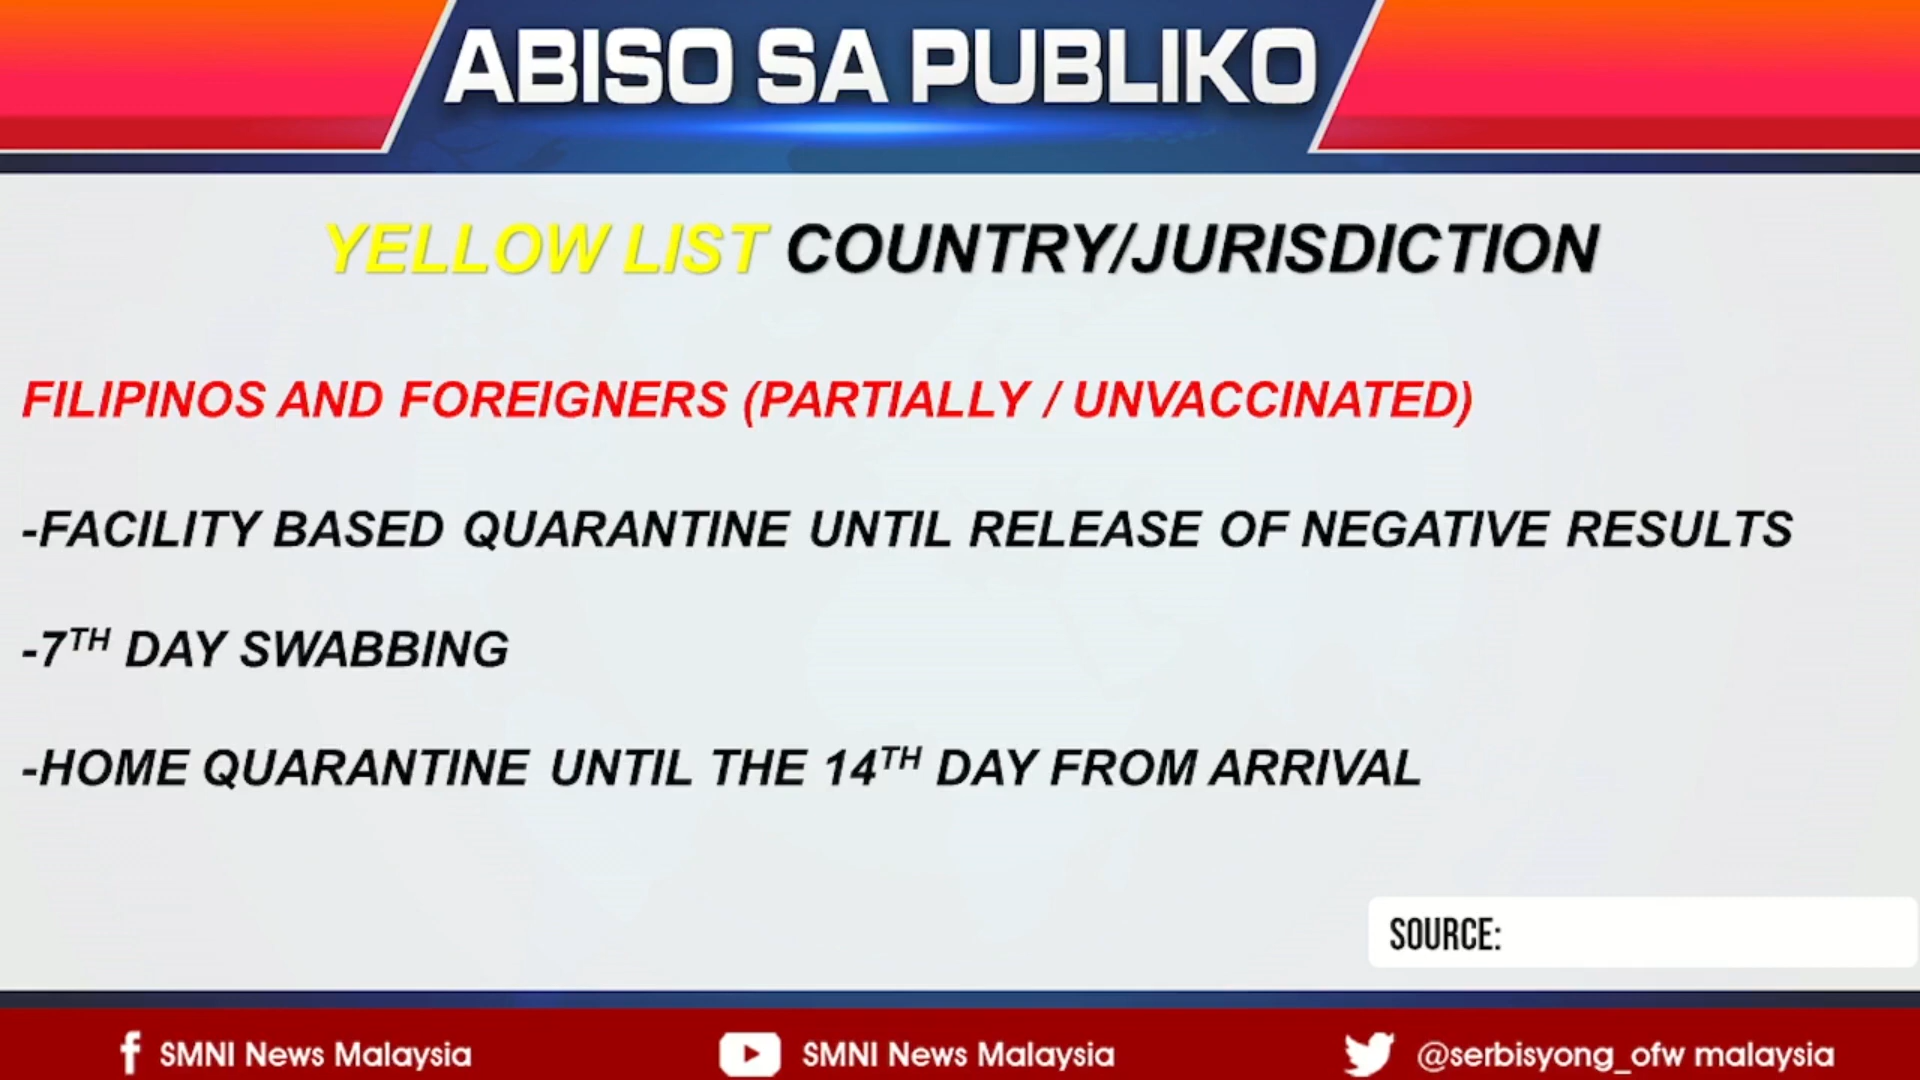 ABISO SA PUBLIKO
YELLOW LIST COUNTRY/JURISDICTION
FILIPINOS AND FOREIGNERS (PARTIALLY / UNVACCINATED)
-FACILITY BASED QUARANTINE UNTIL RELEASE OF NEGATIVE RESULTS
-7TH DAY SWABBING
-HOME QUARANTINE UNTIL THE 14TH DAY FROM ARRIVAL
SOURCE:
SMNI News Malaysia
SMNI News Malaysia
@serbisyong_ofw malaysia